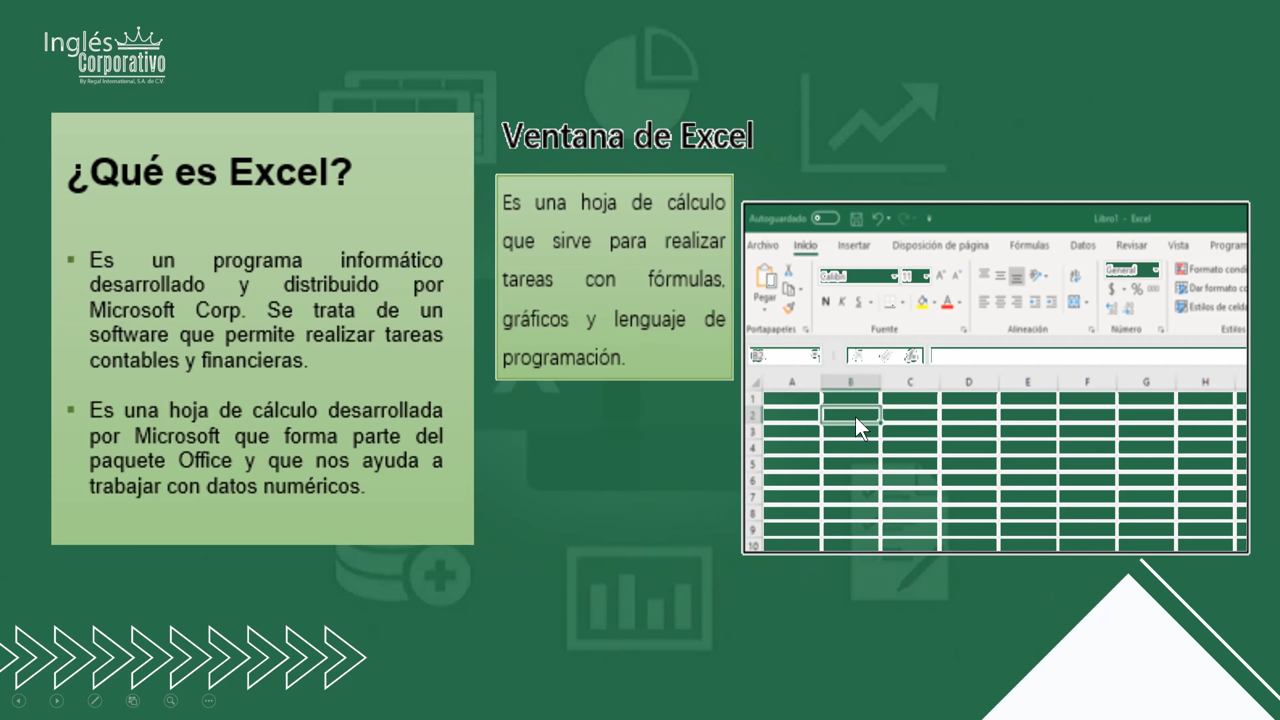 Inglés
Corporativo
By Regal International, S.A. de C.V.
¿Qué es Excel?
Es un programa informático
desarrollado y distribuido por
Microsoft Corp. Se trata de un
software que permite realizar tareas
contables y financieras.
Es una hoja de cálculo desarrollada
por Microsoft que forma parte del
paquete Office y que nos ayuda a
trabajar con datos numéricos.
Ventana de Excel
Es una hoja de cálculo
que sirve para realizar
tareas con fórmulas,
gráficos y lenguaje de
programación.
Autoguardado
Libro1 - Excel
Archivo Inicio Insertar Disposición de página Fórmulas Datos Revisar Vista Program
Pegar
Calibri 11 A A
General
N K S A
$ % 000
Formato condi
Dar formato co
Estilos de celda
Portapapeles Fuente Alineación Número Estilos
B2
A B C D E F G H
1
2
3
4
5
6
7
8
9
10